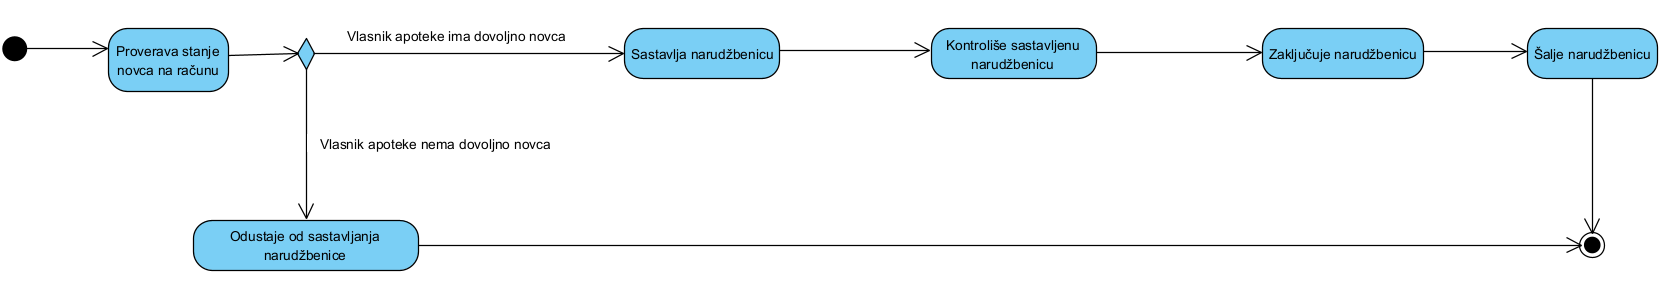 Vlasnik apoteke ima dovoljno novca
Proverava stanje
novca na računu
Sastavlja narudžbenicu
Kontroliše sastavljenu
narudžbenicu
Zaključuje narudžbenicu
Šalje narudžbenicu
Vlasnik apoteke nema dovoljno novca
Odustaje od sastavljanja
narudžbenice